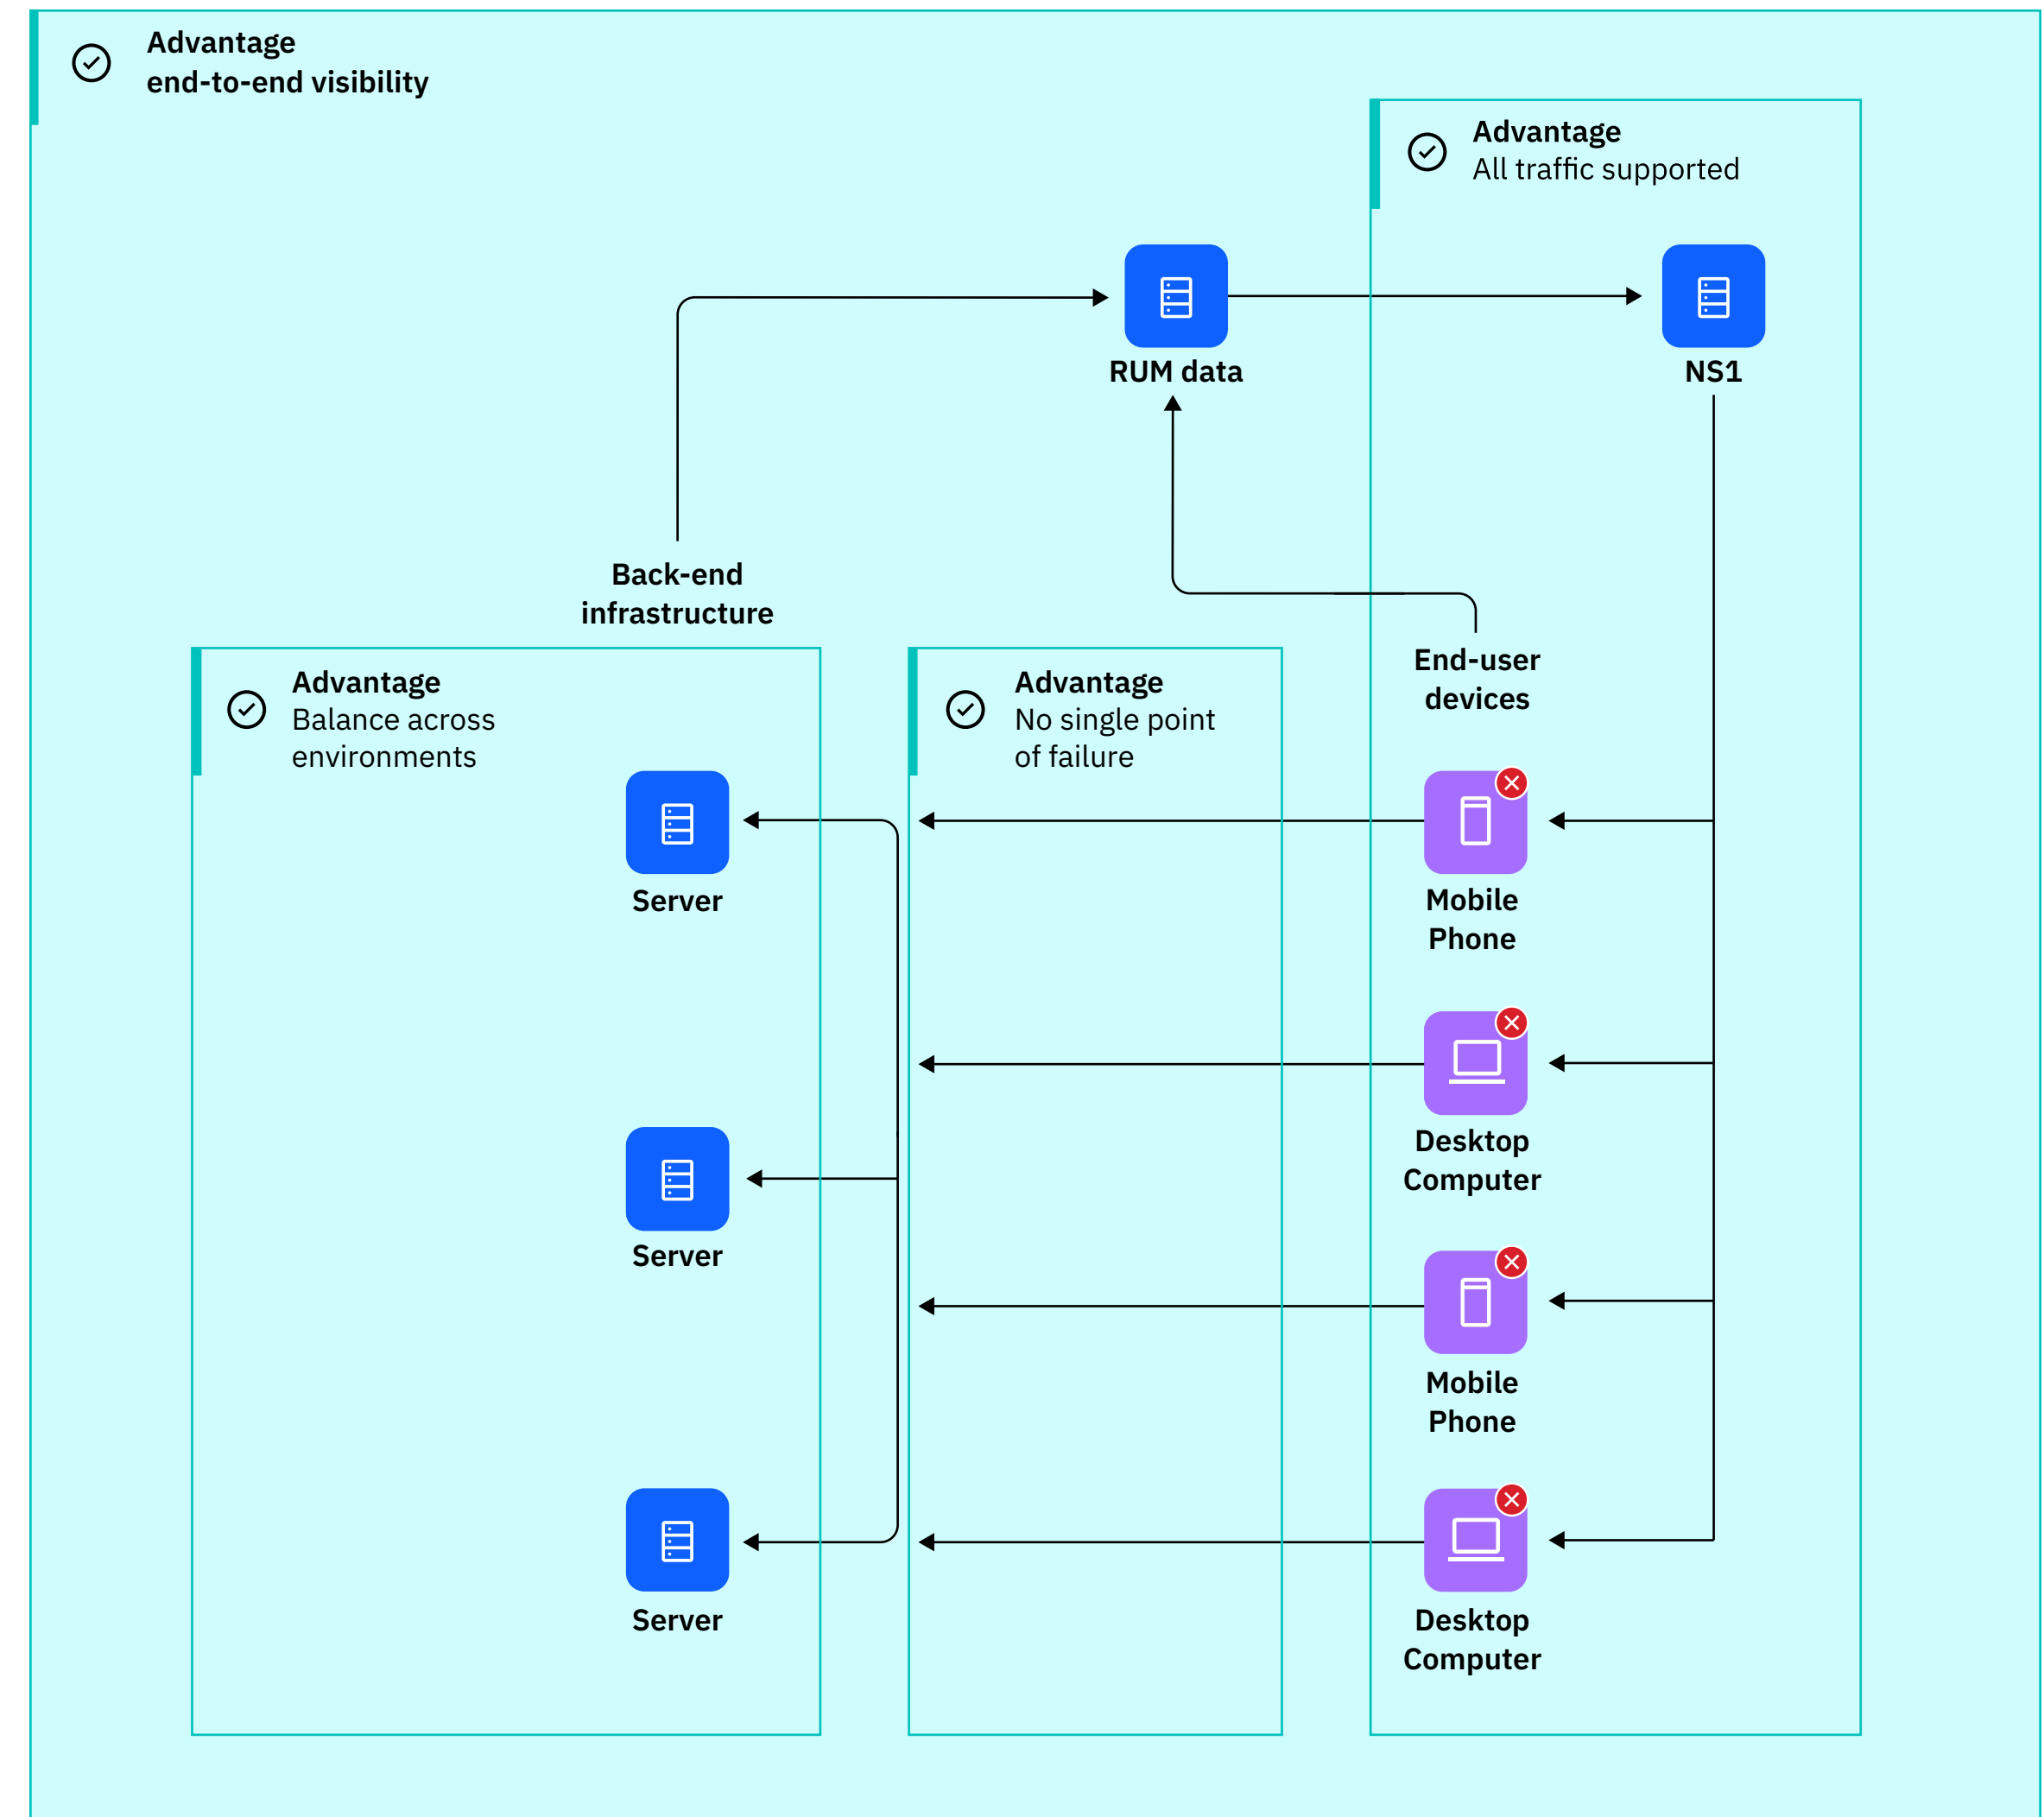 Advantage
end-to-end visibility
Advantage
All traffic supported
RUM data
NS1
Back-end
infrastructure
End-user
devices
Advantage
Balance across
environments
Advantage
No single point
of failure
Server
Mobile
Phone
Desktop
Computer
Server
Mobile
Phone
Server
Desktop
Computer